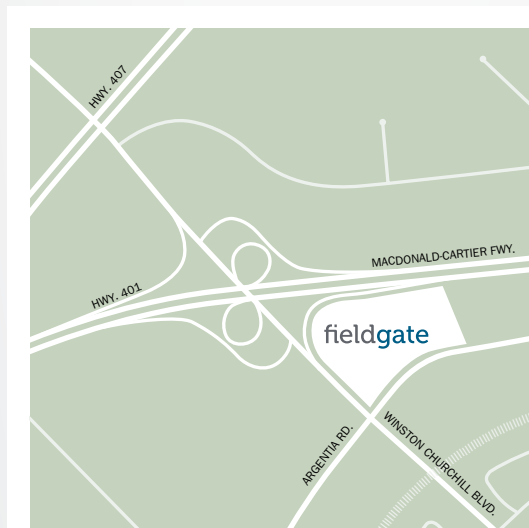 HWY. 407
MACDONALD-CARTIER FWY.
HWY. 401
fieldgate
ARGENTIA RD.
WINSTON CHURCHILL BLVD.